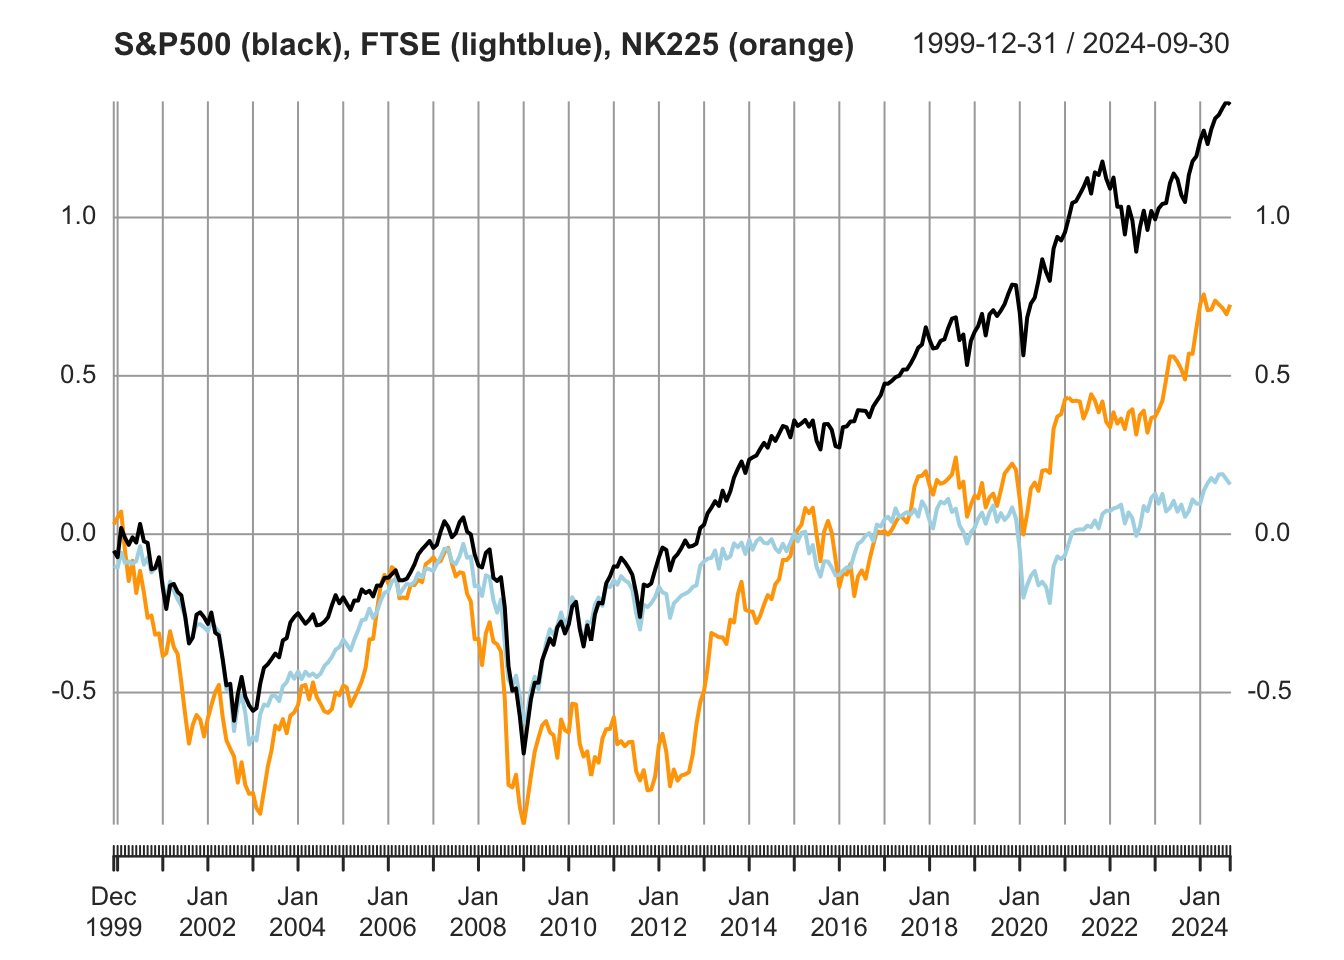 S&P500 (black), FTSE (lightblue), NK225 (orange) 1999-12-31 / 2024-09-30
1.0 1.0
0.5 0.5
0.0 0.0
-0.5 -0.5
Dec Jan Jan Jan Jan Jan Jan Jan Jan Jan Jan Jan Jan
1999 2002 2004 2006 2008 2010 2012 2014 2016 2018 2020 2022 2024